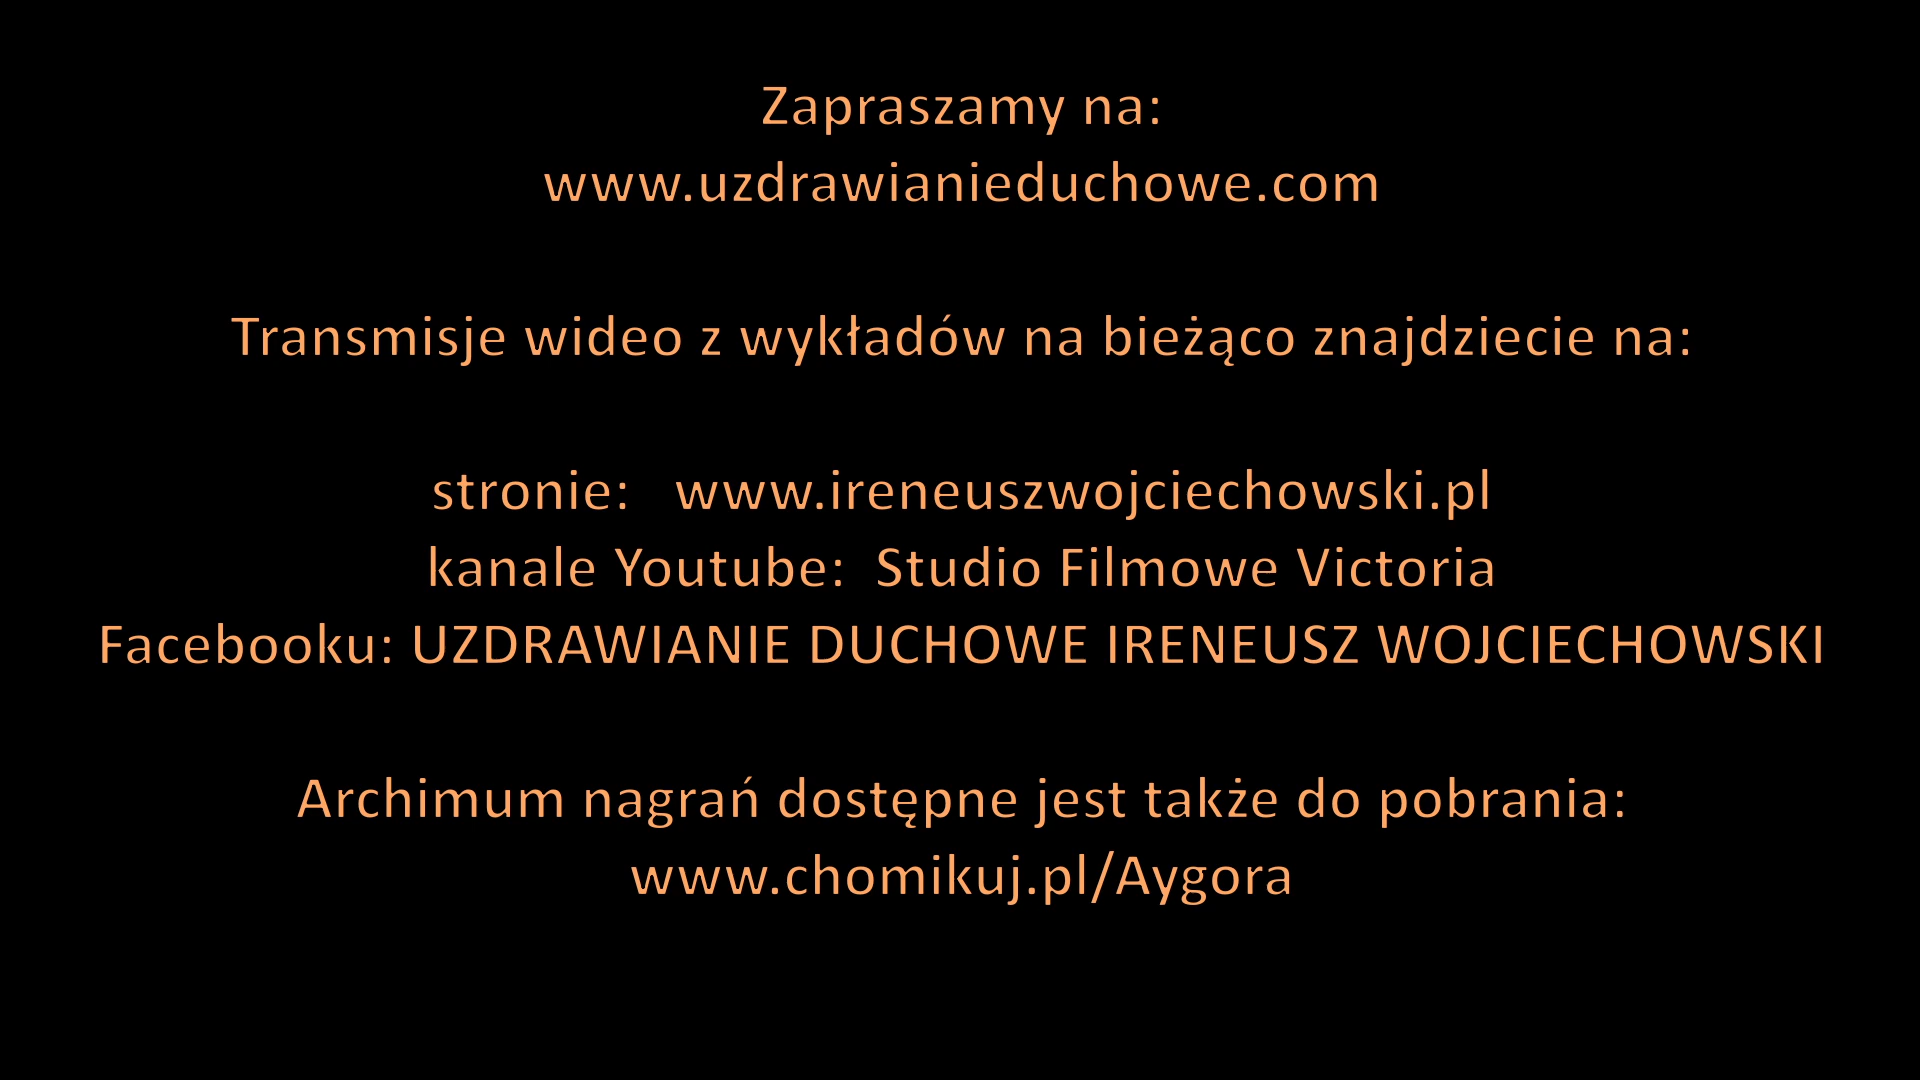 Zapraszamy na:
www.uzdrawianieduchowe.com
Transmisje wideo z wykładów na bieżąco znajdziecie na:
stronie: www.ireneuszwojciechowski.pl
kanale Youtube: Studio Filmowe Victoria
Facebooku: UZDRAWIANIE DUCHOWE IRENEUSZ WOJCIECHOWSKI
Archimum nagrań dostępne jest także do pobrania:
www.chomikuj.pl/Aygora